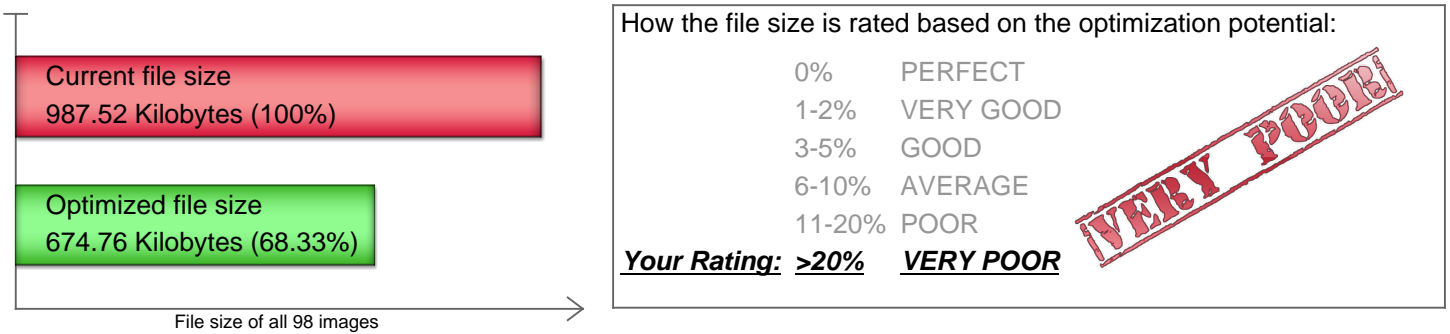 Current file size
987.52 Kilobytes (100%)
Optimized file size
674.76 Kilobytes (68.33%)
File size of all 98 images
How the file size is rated based on the optimization potential:
0% PERFECT
1-2% VERY GOOD
3-5% GOOD
6-10% AVERAGE
11-20% POOR
Your Rating: >20% VERY POOR
VERY POOR